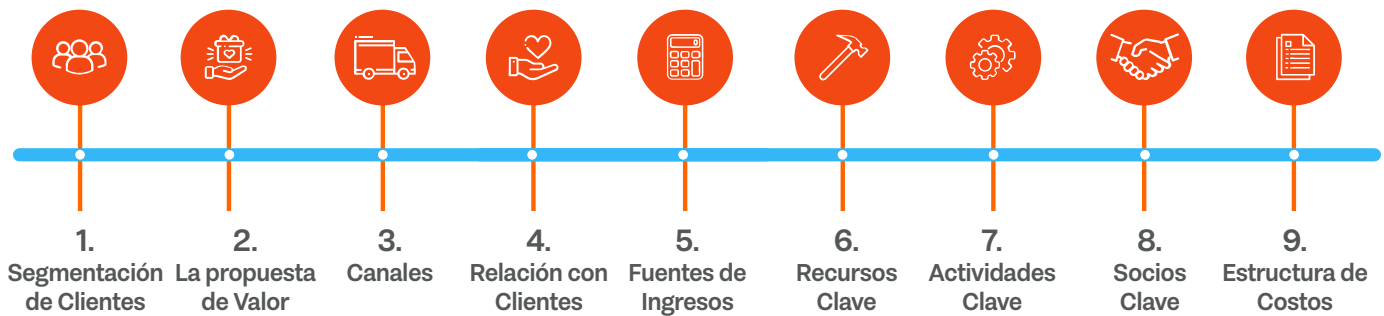 1.
Segmentación
de Clientes
2.
La propuesta
de Valor
3.
Canales
4.
Relación con
Clientes
5.
Fuentes de
Ingresos
6.
Recursos
Clave
7.
Actividades
Clave
8.
Socios
Clave
9.
Estructura de
Costos